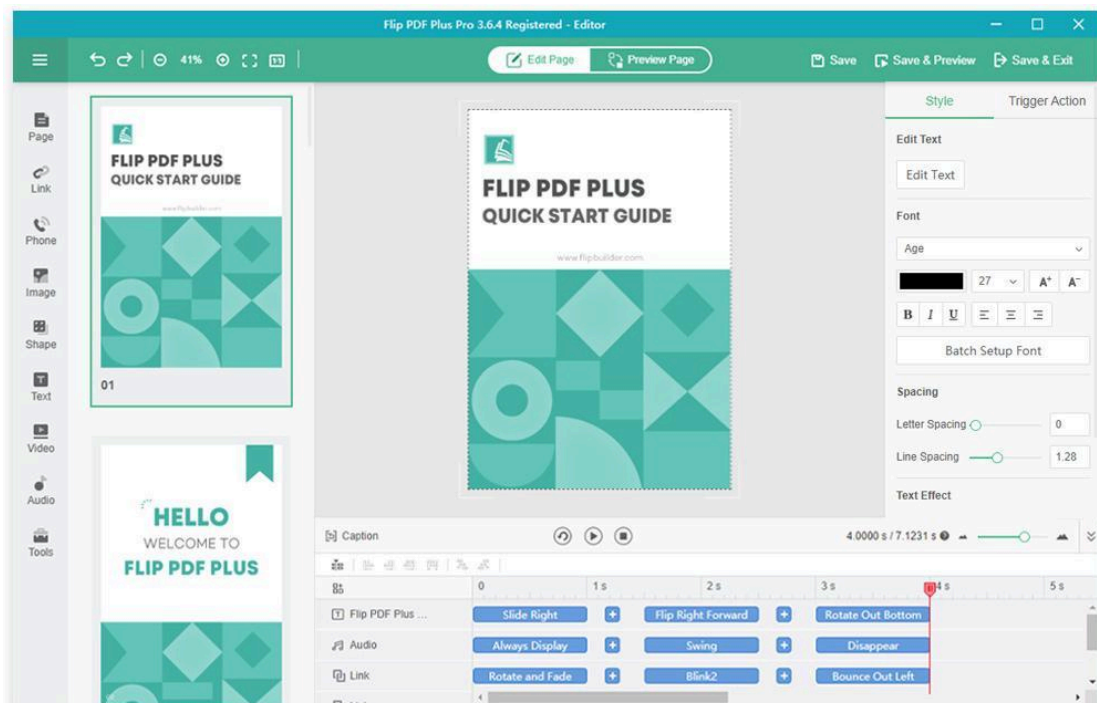 Flip PDF Plus Pro 3.6.4 Registered - Editor
41% 1:1 Edit Page Preview Page Save Save & Preview Save & Exit
Page
Link
Phone
Image
Shape
Text
Video
Audio
Tools
FLIP PDF PLUS
QUICK START GUIDE
www.flipbuilder.com
01
HELLO
WELCOME TO
FLIP PDF PLUS
FLIP PDF PLUS
QUICK START GUIDE
www.flipbuilder.com
Style Trigger Action
Edit Text
Edit Text
Font
Age
27 A+ A-
B I U
Batch Setup Font
Spacing
Letter Spacing 0
Line Spacing 1.28
Text Effect
Caption 4.0000 s / 7.1231 s
0 1 s 2 s 3 s 4 s 5 s
Flip PDF Plus ... Slide Right Flip Right Forward Rotate Out Bottom
Audio Always Display Swing Disappear
Link Rotate and Fade Blink2 Bounce Out Left